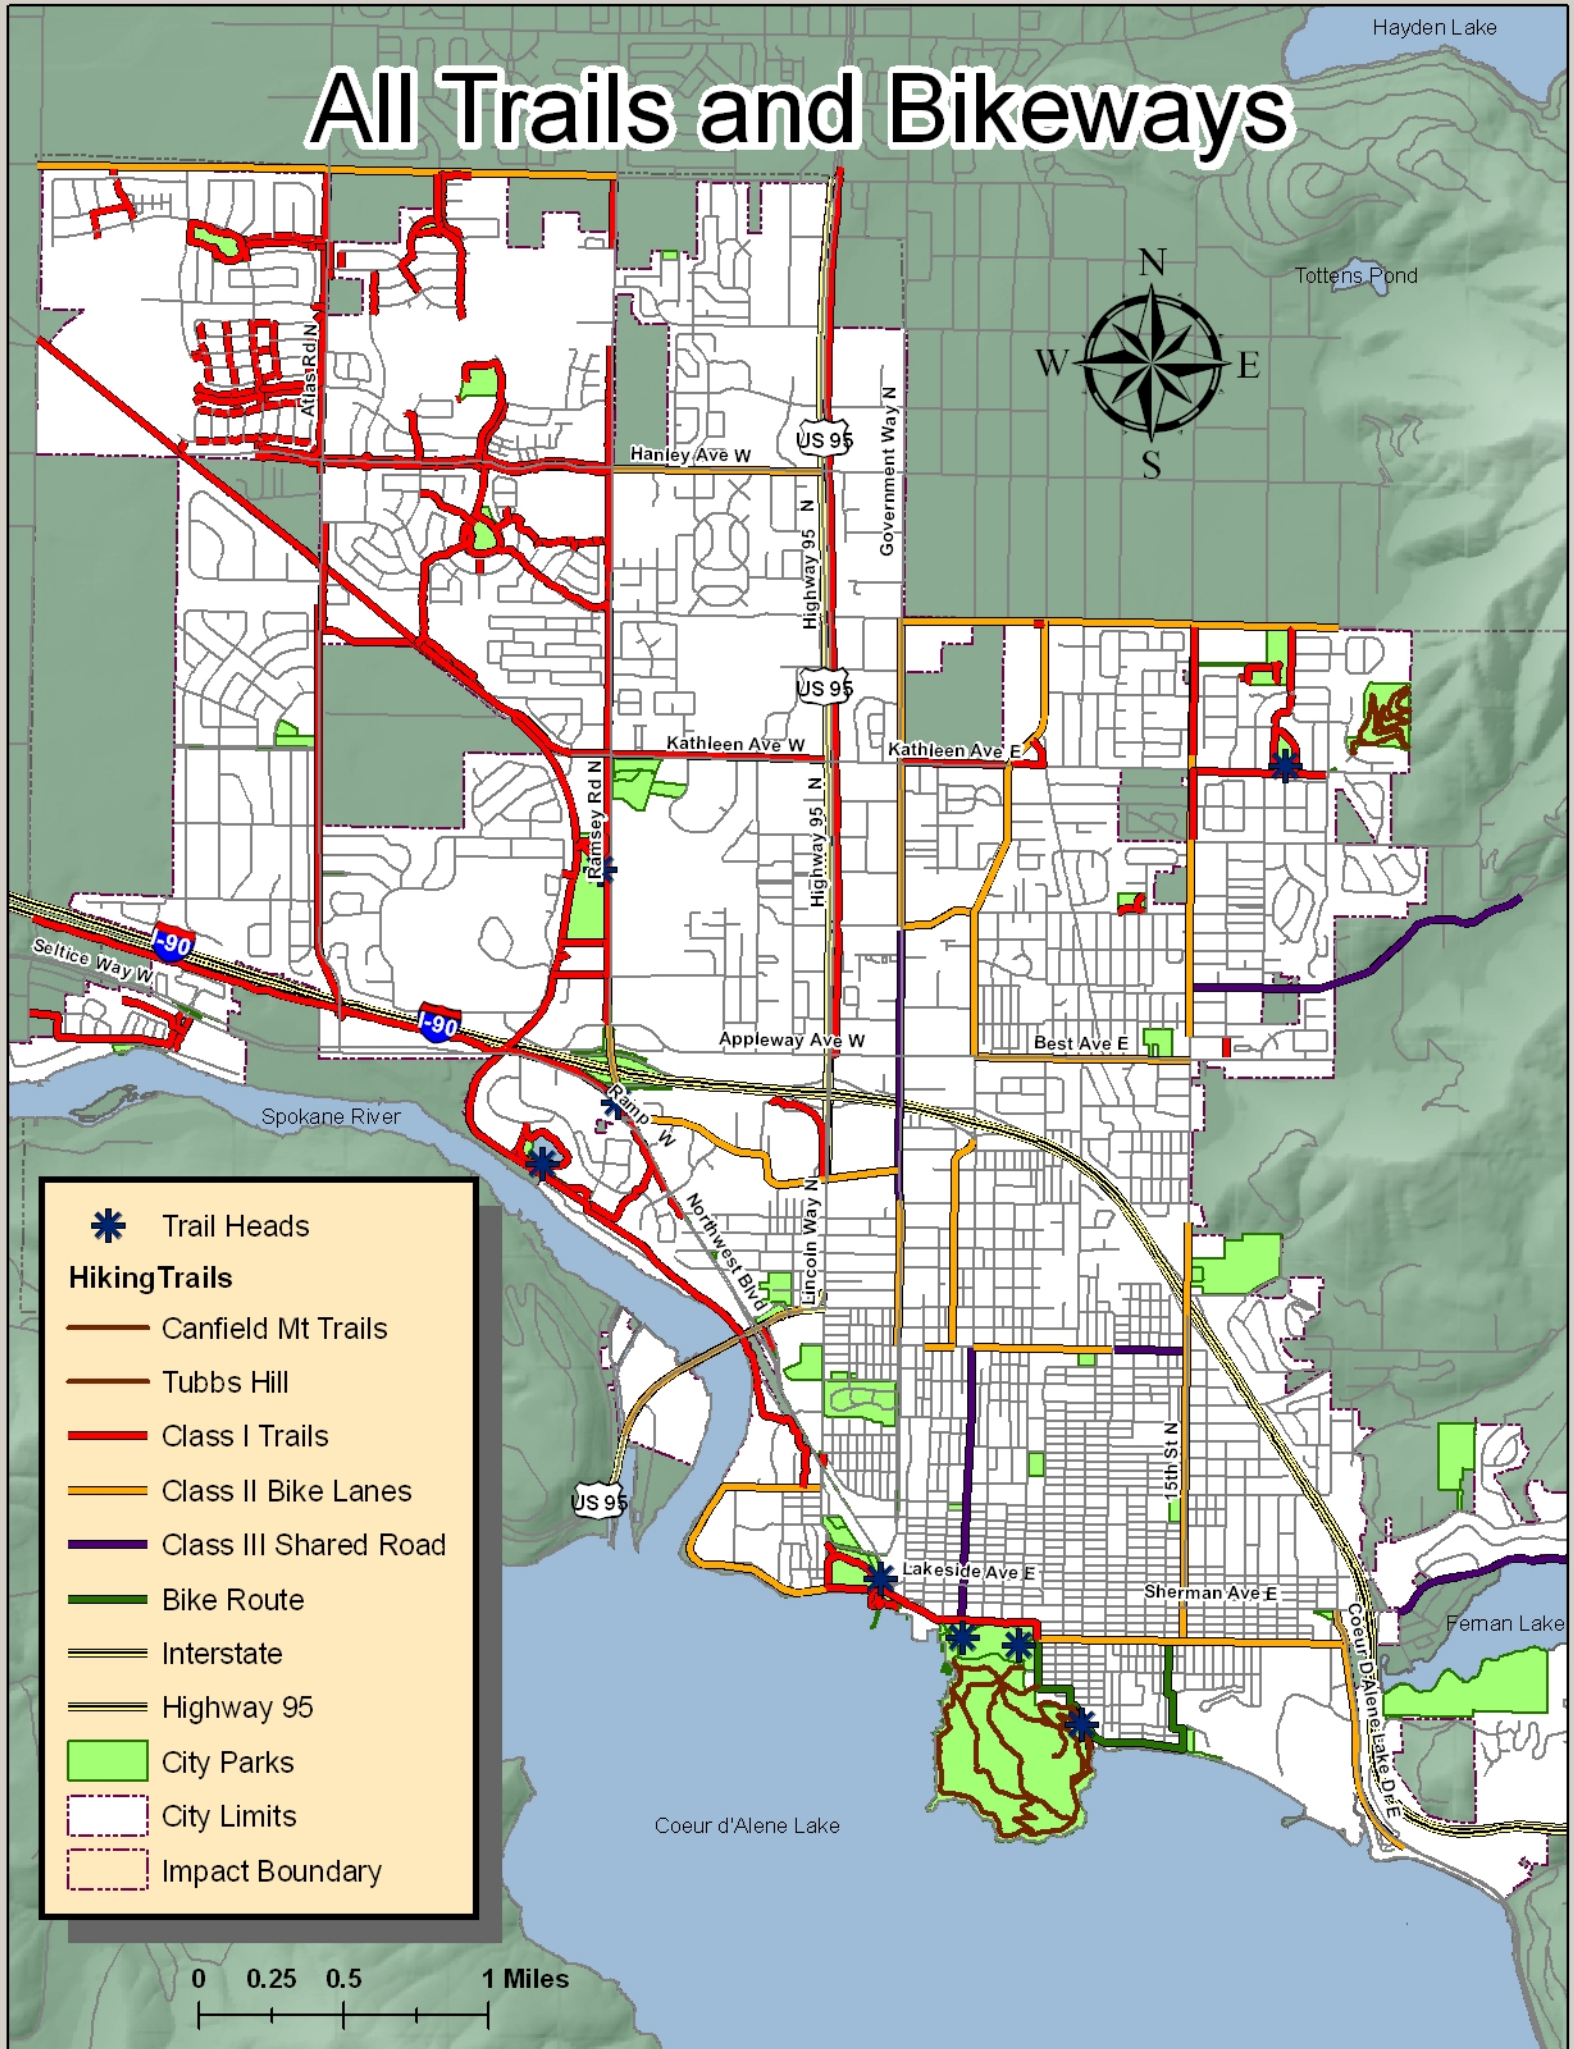 Hayden Lake
All Trails and Bikeways
N
Tottens Pond
W
E
S
Atlas Rd N
US 95
Government Way N
Hanley Ave W
Highway 95 N
US 95
Kathleen Ave W
Kathleen Ave E
Ramsey Rd N
Highway 95 N
I-90
Seltice Way W
I-90
Appleway Ave W
Best Ave E
Ramp W
Spokane River
Northwest Blvd
Lincoln Way N
15th St N
US 95
Lakeside Ave E
Sherman Ave E
Coeur D'Alene Lake Dr E
Fernan Lake
Coeur d'Alene Lake
Trail Heads
HikingTrails
Canfield Mt Trails
Tubbs Hill
Class I Trails
Class II Bike Lanes
Class III Shared Road
Bike Route
Interstate
Highway 95
City Parks
City Limits
Impact Boundary
0 0.25 0.5 1 Miles